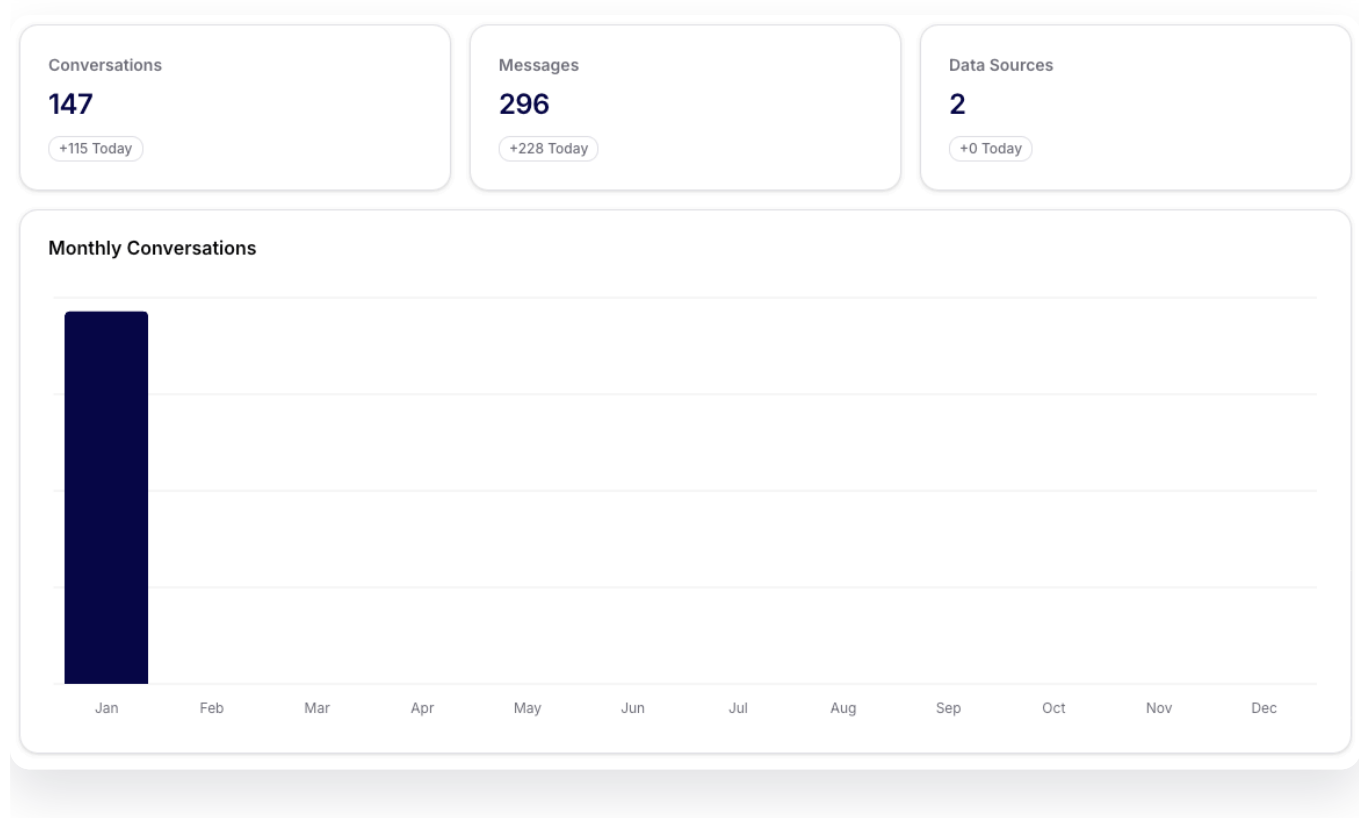 Conversations
147
+115 Today
Messages
296
+228 Today
Data Sources
2
+0 Today
Monthly Conversations
Jan Feb Mar Apr May Jun Jul Aug Sep Oct Nov Dec